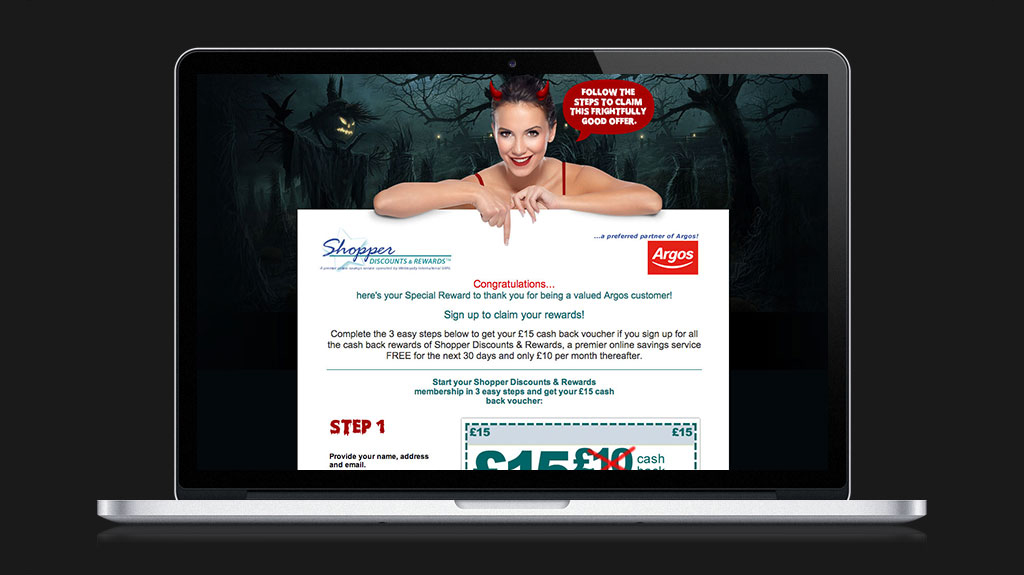 FOLLOW THE
STEPS TO CLAIM
THIS FRIGHTFULLY
GOOD OFFER.
Shopper
DISCOUNTS & REWARDS™
...a preferred partner of Argos!
Argos
Congratulations...
here's your Special Reward to thank you for being a valued Argos customer!
Sign up to claim your rewards!
Complete the 3 easy steps below to get your £15 cash back voucher if you sign up for all
the cash back rewards of Shopper Discounts & Rewards, a premier online savings service
FREE for the next 30 days and only £10 per month thereafter.
Start your Shopper Discounts & Rewards
membership in 3 easy steps and get your £15 cash
back voucher:
STEP 1
Provide your name, address
and email.
£15 £15
£15 £10 cash
back